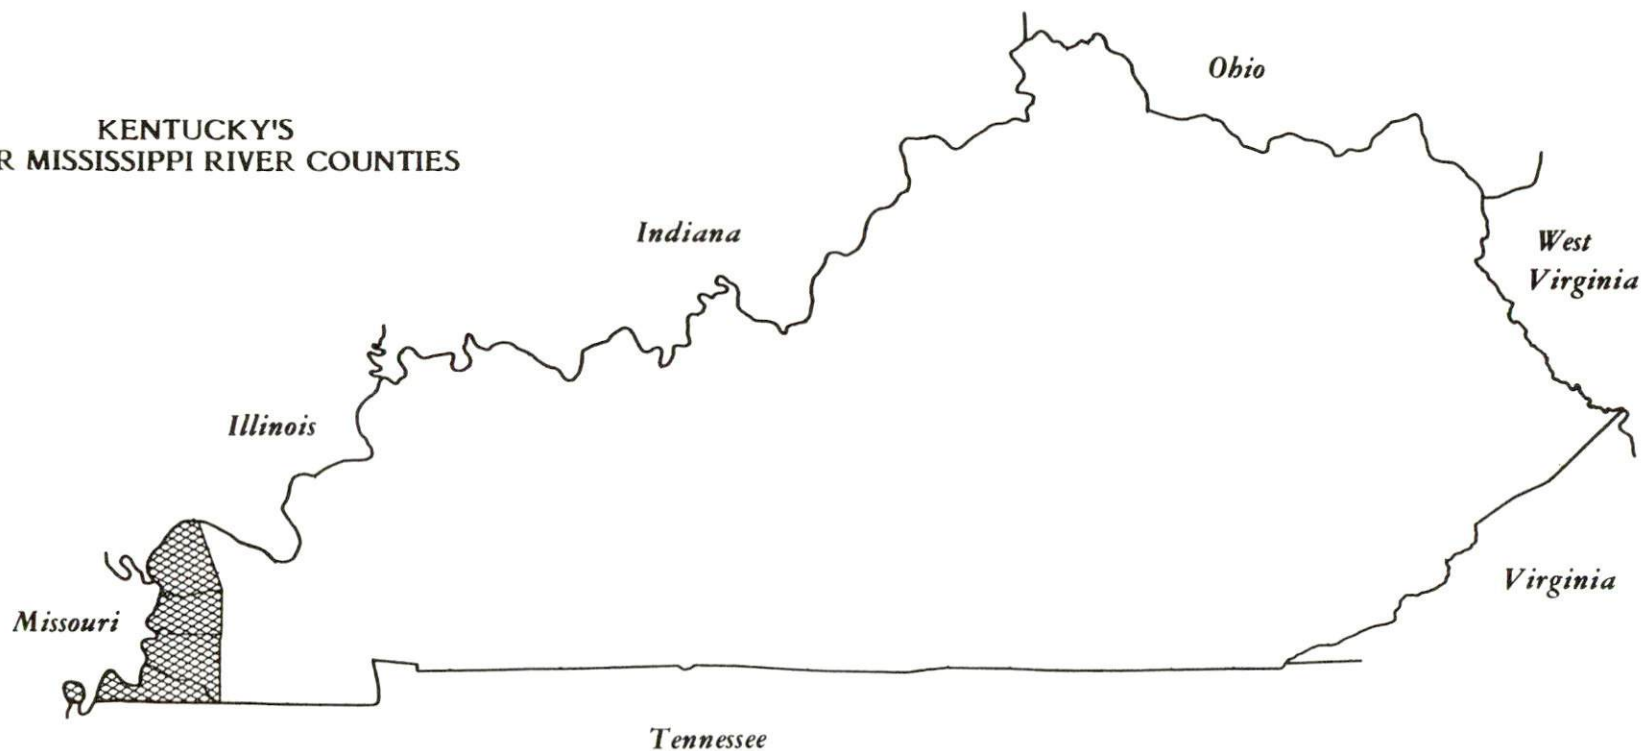 KENTUCKY'S
R MISSISSIPPI RIVER COUNTIES
Ohio
Indiana
West
Virginia
Illinois
Virginia
Missouri
Tennessee